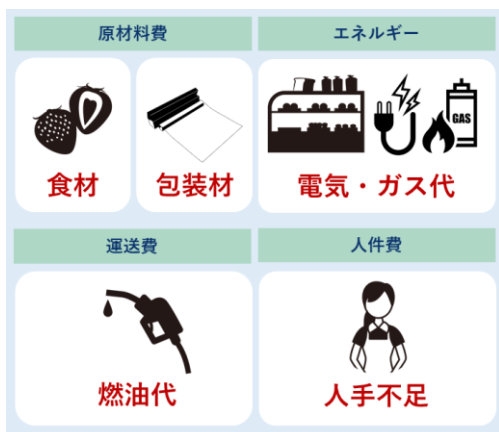 原材料費
エネルギー
食材
包装材
GAS
電気・ガス代
運送費
人件費
燃油代
人手不足